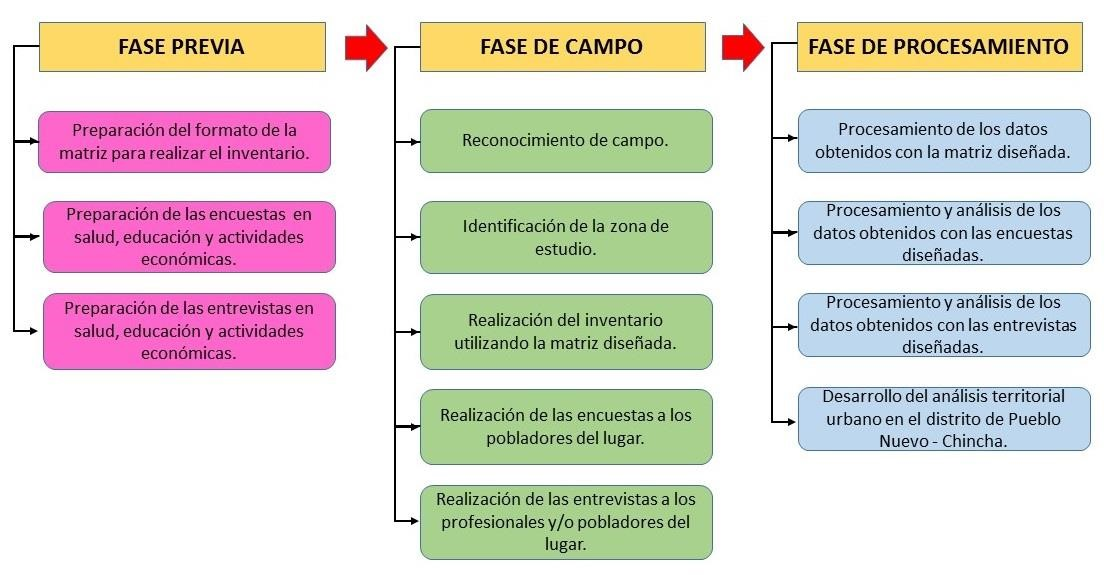 FASE PREVIA
Preparación del formato de la
matriz para realizar el inventario.
Preparación de las encuestas en
salud, educación y actividades
económicas.
Preparación de las entrevistas en
salud, educación y actividades
económicas.
FASE DE CAMPO
Reconocimiento de campo.
Identificación de la zona de
estudio.
Realización del inventario
utilizando la matriz diseñada.
Realización de las encuestas a los
pobladores del lugar.
Realización de las entrevistas a los
profesionales y/o pobladores del
lugar.
FASE DE PROCESAMIENTO
Procesamiento de los datos
obtenidos con la matriz diseñada.
Procesamiento y análisis de los
datos obtenidos con las encuestas
diseñadas.
Procesamiento y análisis de los
datos obtenidos con las entrevistas
diseñadas.
Desarrollo del análisis territorial
urbano en el distrito de Pueblo
Nuevo - Chincha.